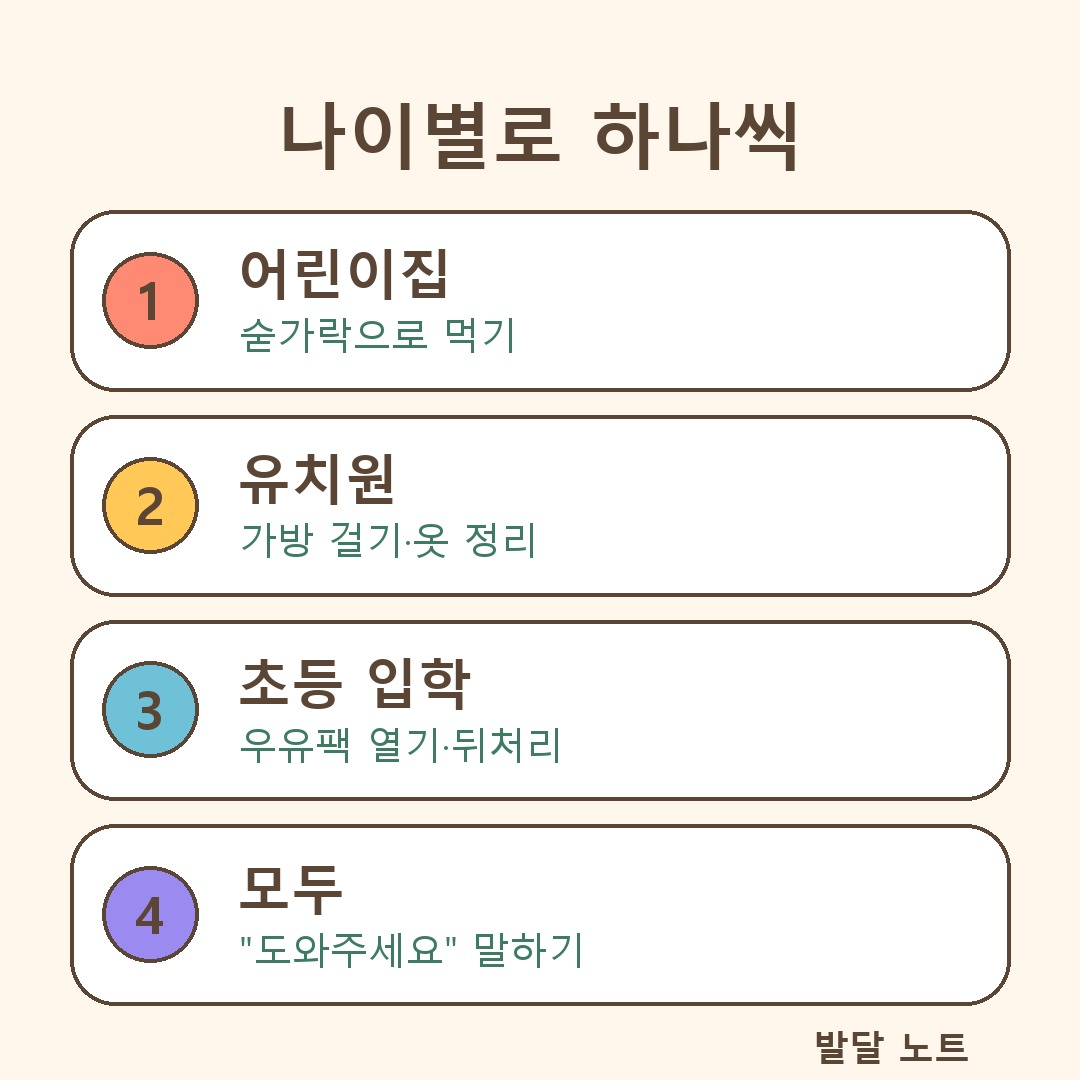 나이별로 하나씩
1
어린이집
숟가락으로 먹기
2
유치원
가방 걸기·옷 정리
3
초등 입학
우유팩 열기·뒤처리
4
모두
"도와주세요" 말하기
발달 노트